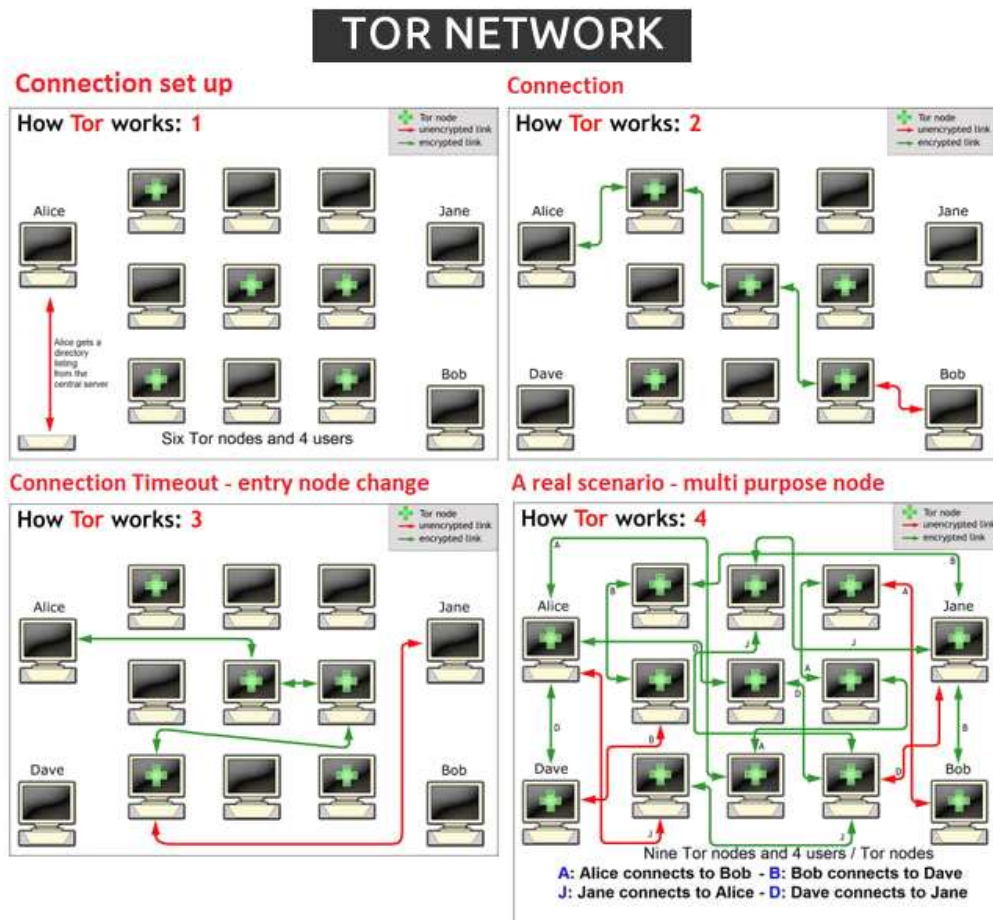 TOR NETWORK
Connection set up
How Tor works: 1
Tor node
unencrypted link
encrypted link
Alice
Jane
Alice gets a
directory
listing
from the
central server
Bob
Six Tor nodes and 4 users
Connection
How Tor works: 2
Tor node
unencrypted link
encrypted link
Alice
Jane
Dave
Bob
Connection Timeout - entry node change
How Tor works: 3
Tor node
unencrypted link
encrypted link
Alice
Jane
Dave
Bob
A real scenario - multi purpose node
How Tor works: 4
Tor node
unencrypted link
encrypted link
A
B
B
A
Alice
Jane
D
J
J
A
D
D
B
B
A
D
Dave
Bob
J
J
Nine Tor nodes and 4 users / Tor nodes
A: Alice connects to Bob - B: Bob connects to Dave
J: Jane connects to Alice - D: Dave connects to Jane